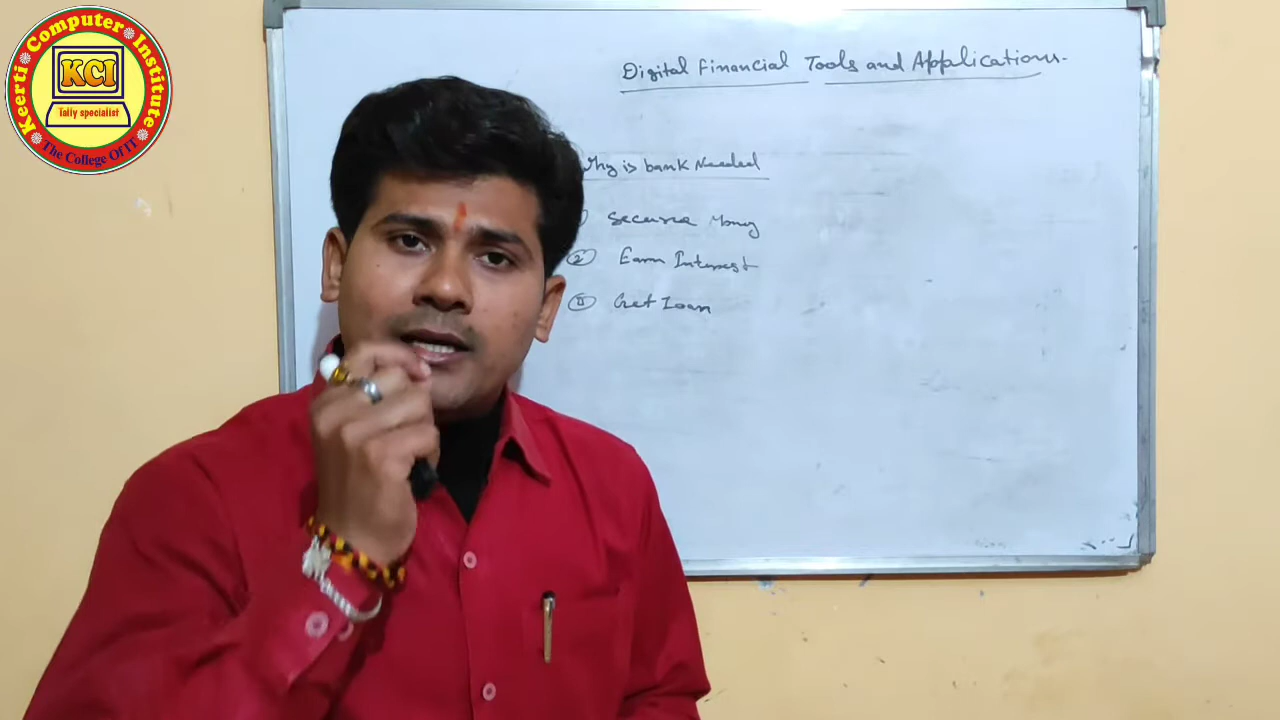 Keerti Computer Institute
KCI
Tally specialist
The College Of IT
Digital Financial Tools and Applications.
Why is bank Needed
Secure Money
② Earn Interest
Get Loan